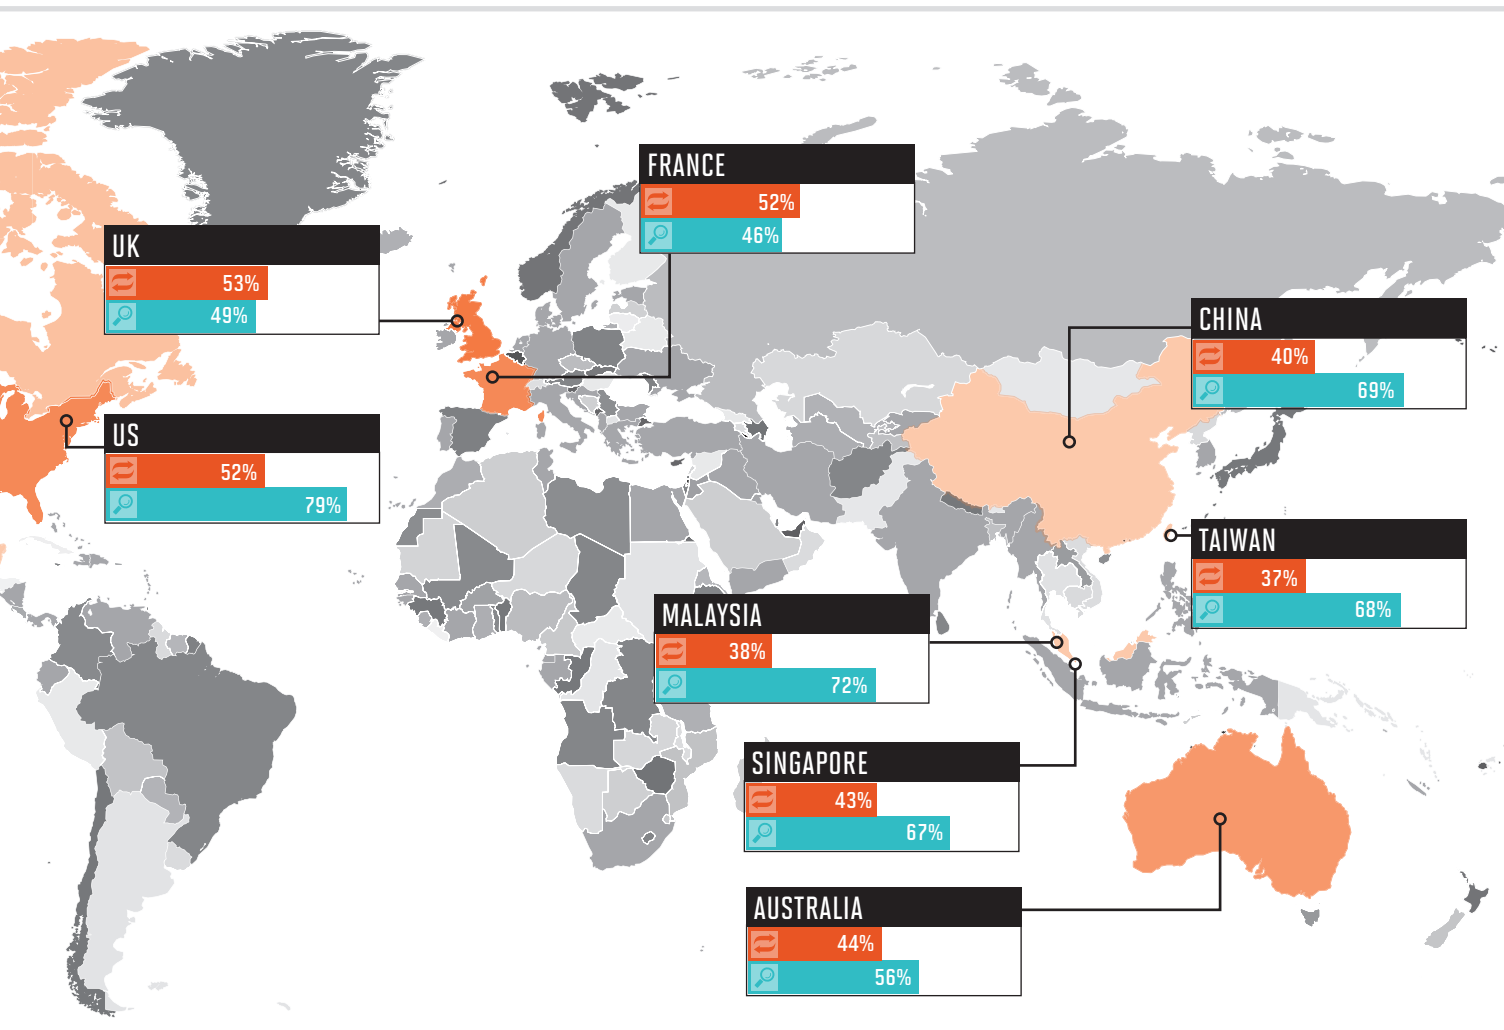 FRANCE
52%
46%
UK
53%
49%
CHINA
40%
69%
US
52%
79%
TAIWAN
37%
68%
MALAYSIA
38%
72%
SINGAPORE
43%
67%
AUSTRALIA
44%
56%